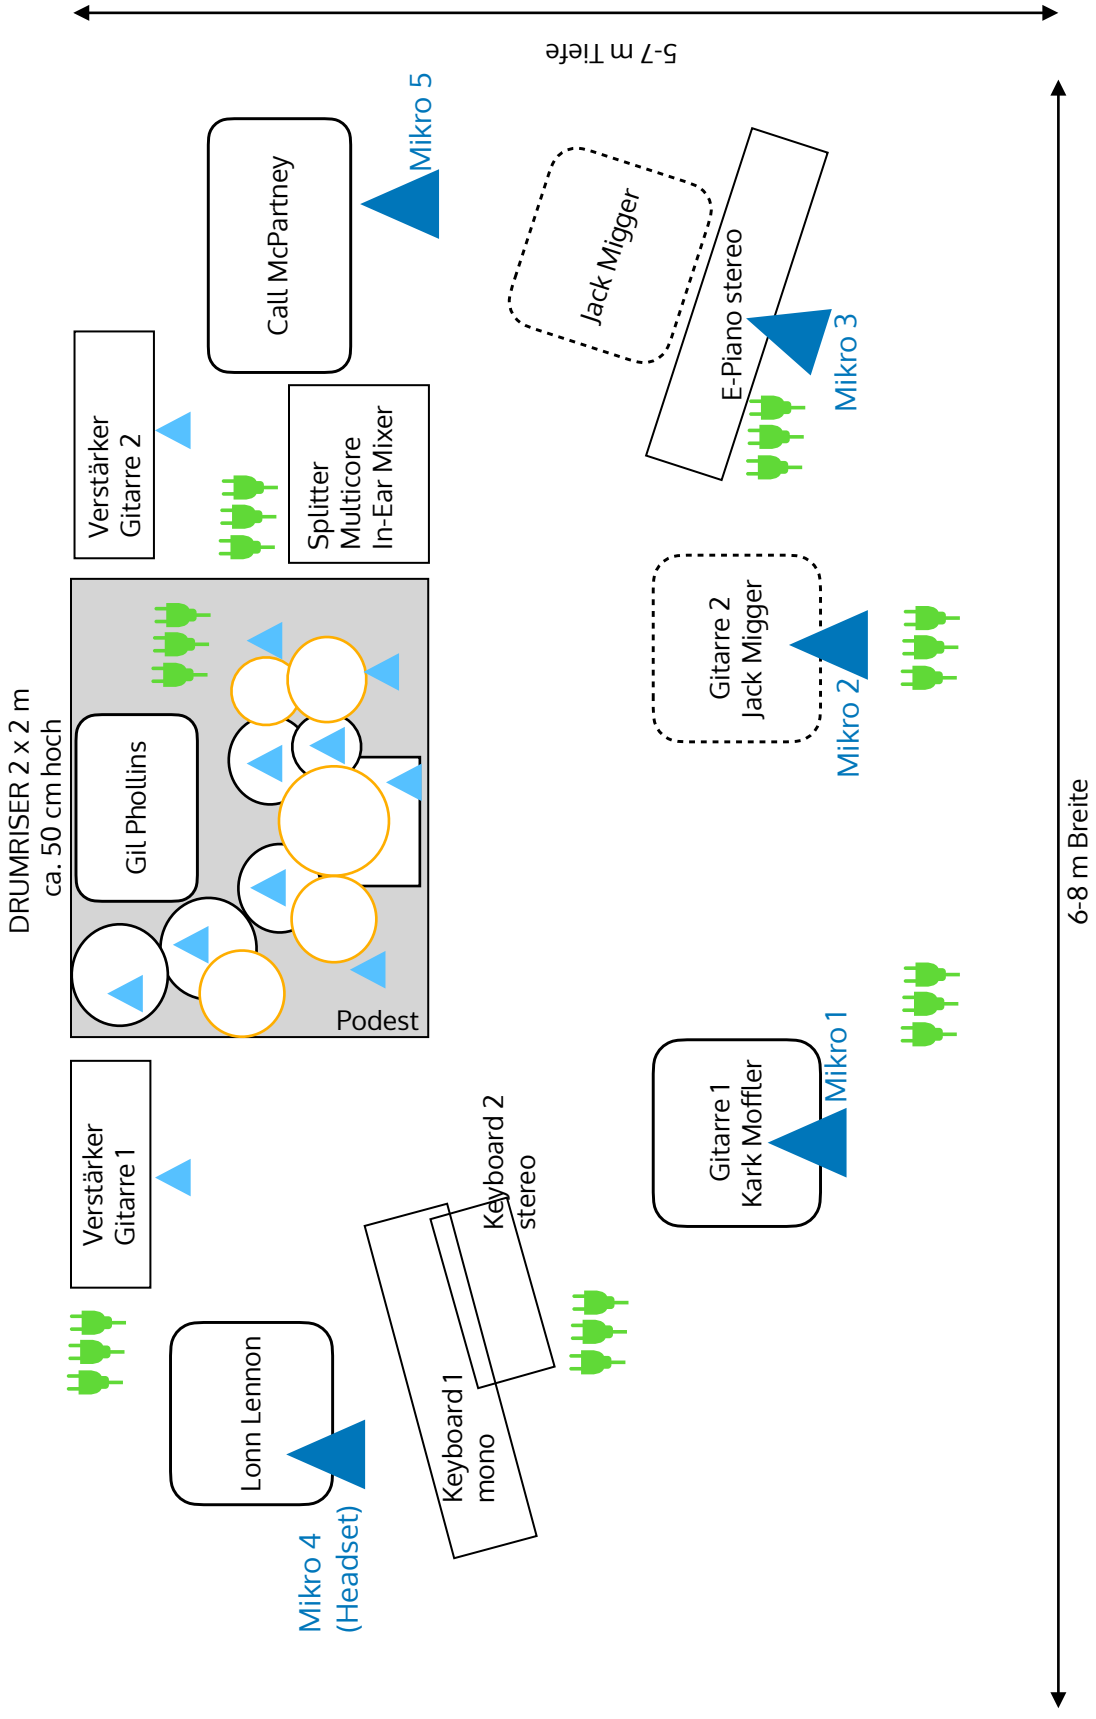 DRUMRISER 2 x 2 m
ca. 50 cm hoch
Verstärker
Gitarre 1
Gil Phollins
Verstärker
Gitarre 2
Podest
Splitter
Multicore
In-Ear Mixer
Call McPartney
Mikro 5
Lonn Lennon
Mikro 4
(Headset)
Keyboard 1
mono
Keyboard 2
stereo
Gitarre 1
Kark Moffler
Mikro 1
Gitarre 2
Jack Migger
Mikro 2
Jack Migger
E-Piano stereo
Mikro 3
5-7 m Tiefe
6-8 m Breite